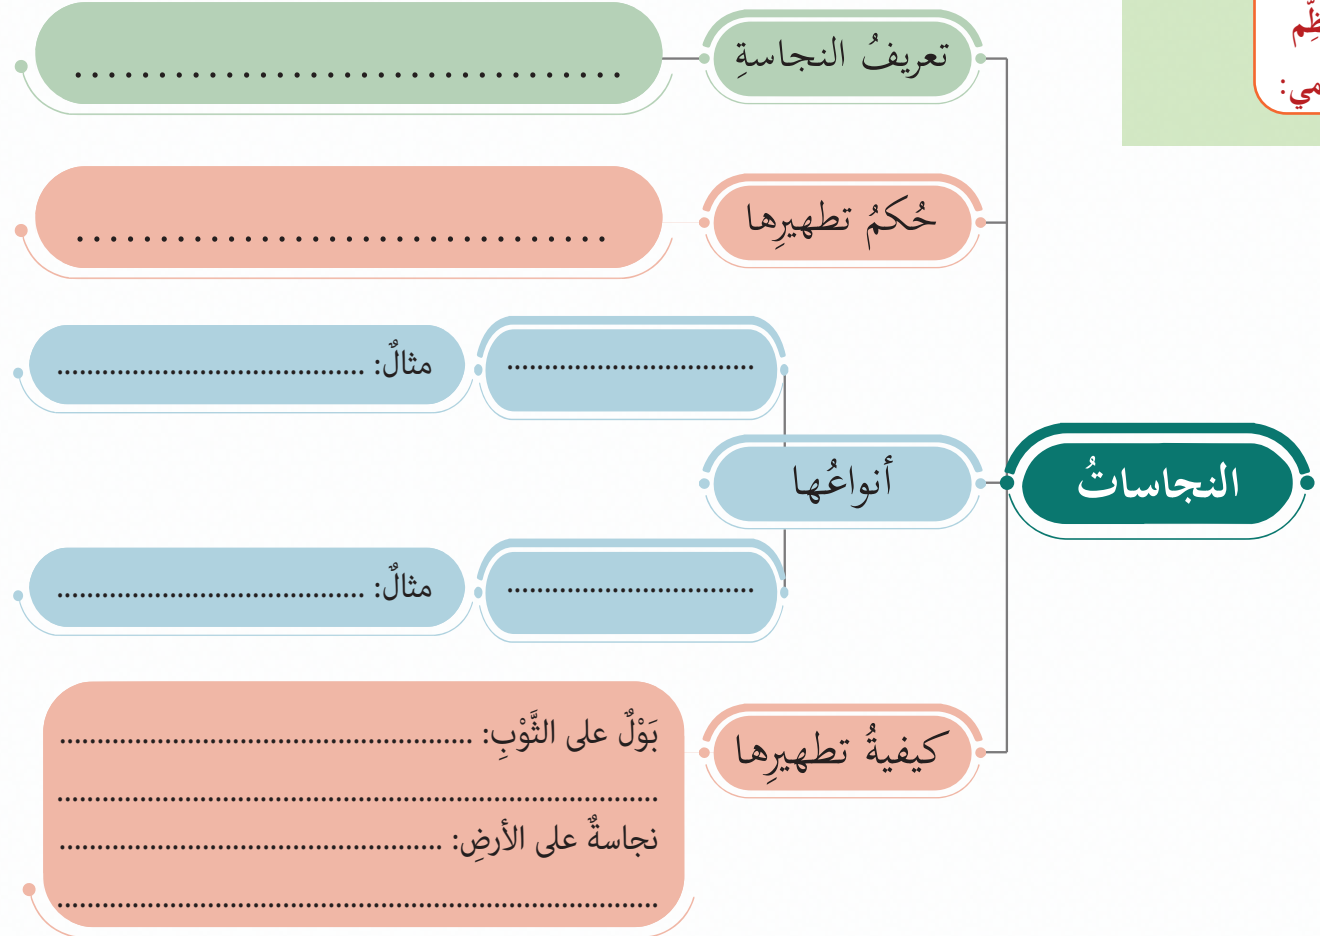 تعريفُ النجاسةِ
.................................
حُكمُ تطهيرِها
................................
.................................
مثالٌ: .........................................
النجاساتُ
أنواعُها
.................................
مثالٌ: .........................................
كيفيةُ تطهيرِها
بَوْلٌ على الثَّوْبِ: .......................................................
................................................................................
نجاسةٌ على الأرضِ: ...................................................
................................................................................